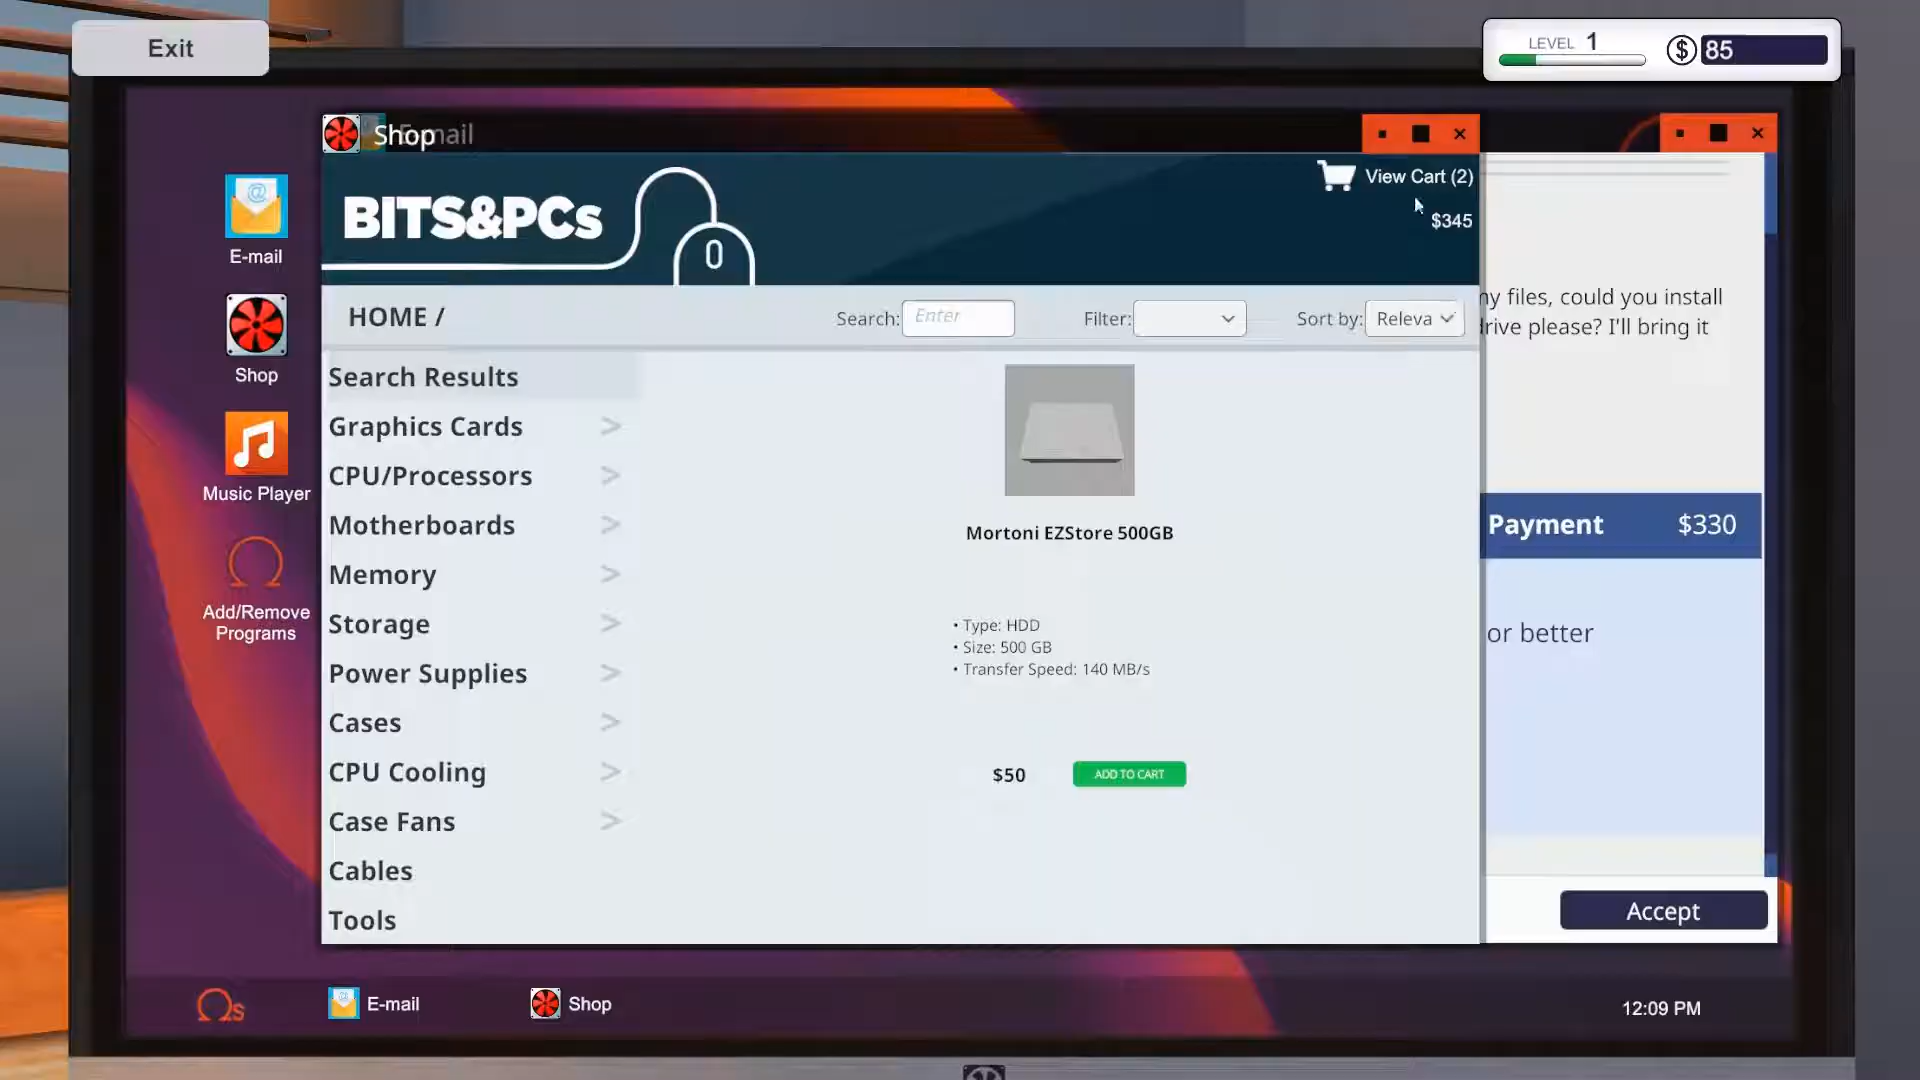 Exit
LEVEL 1
$ 85
Shop
E-mail
BITS&PCs
View Cart (2)
$345
HOME /
Search: Enter
Filter:
Sort by: Releva
Search Results
Graphics Cards >
CPU/Processors >
Motherboards >
Memory >
Storage >
Power Supplies >
Cases >
CPU Cooling >
Case Fans >
Cables
Tools
Mortoni EZStore 500GB
• Type: HDD
• Size: 500 GB
• Transfer Speed: 140 MB/s
$50
ADD TO CART
my files, could you install
drive please? I'll bring it
Payment $330
or better
Accept
E-mail
Shop
Music Player
Add/Remove
Programs
Ωs
E-mail
Shop
12:09 PM